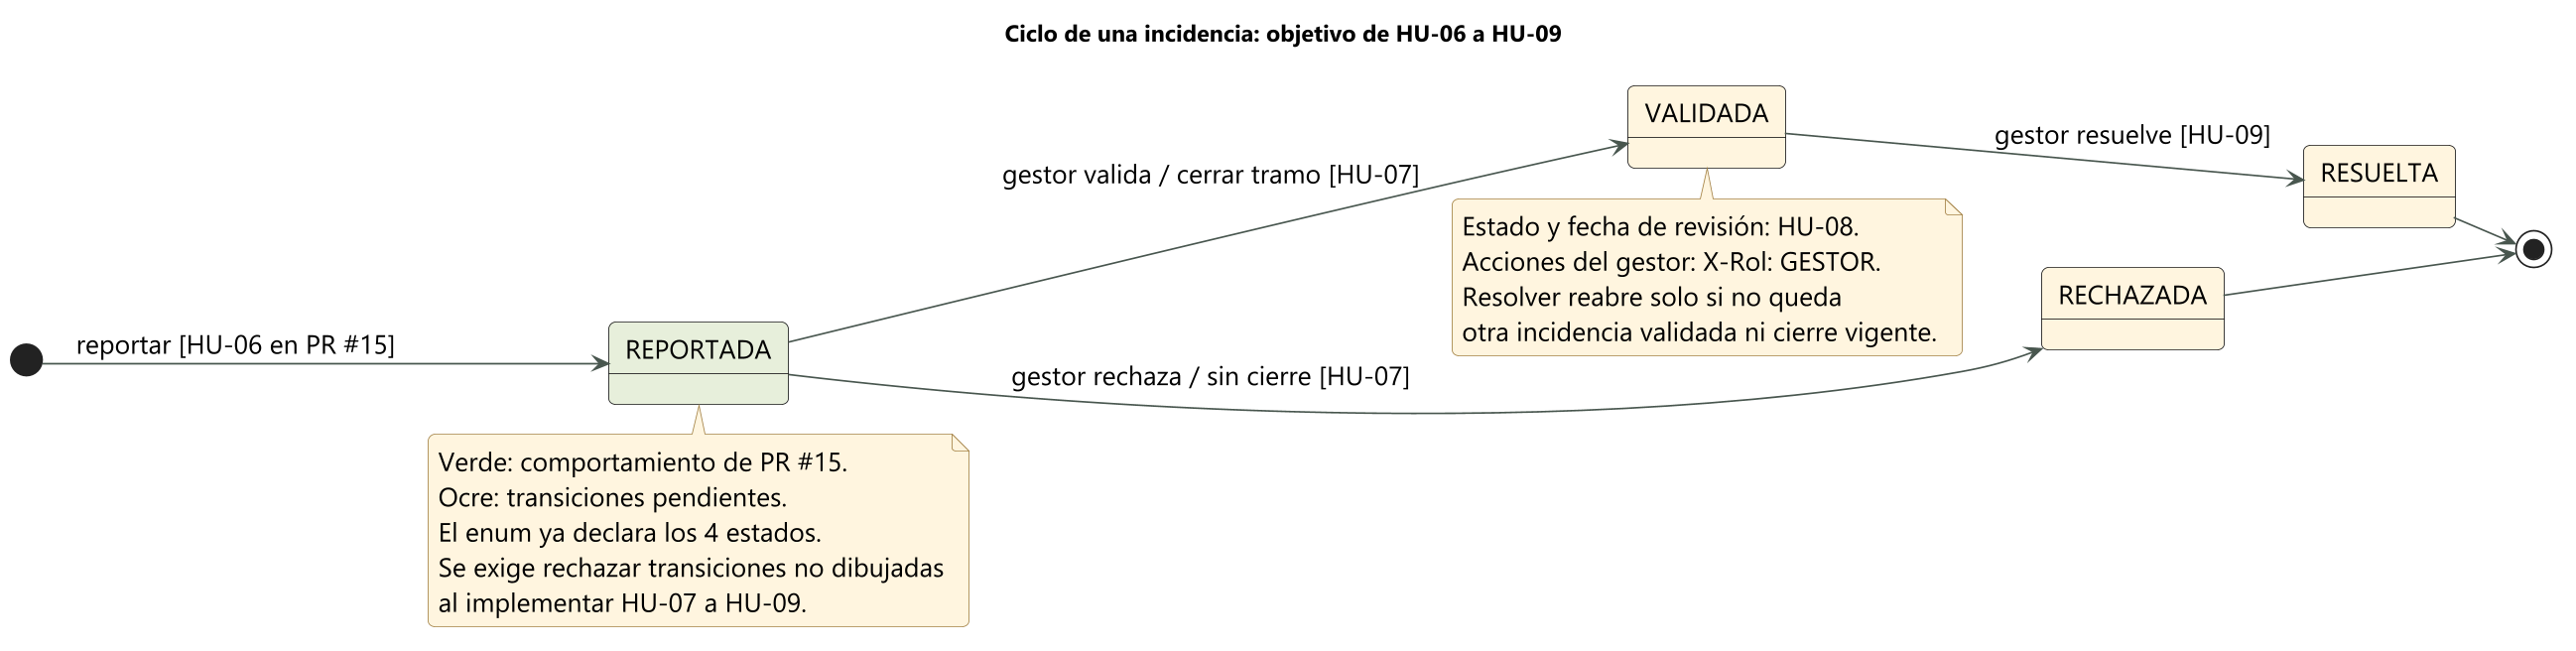 Ciclo de una incidencia: objetivo de HU-06 a HU-09
VALIDADA
gestor resuelve [HU-09]
RESUELTA
gestor valida / cerrar tramo [HU-07]
Estado y fecha de revisión: HU-08.
Acciones del gestor: X-Rol: GESTOR.
Resolver reabre solo si no queda
otra incidencia validada ni cierre vigente.
RECHAZADA
reportar [HU-06 en PR #15]
REPORTADA
gestor rechaza / sin cierre [HU-07]
Verde: comportamiento de PR #15.
Ocre: transiciones pendientes.
El enum ya declara los 4 estados.
Se exige rechazar transiciones no dibujadas
al implementar HU-07 a HU-09.